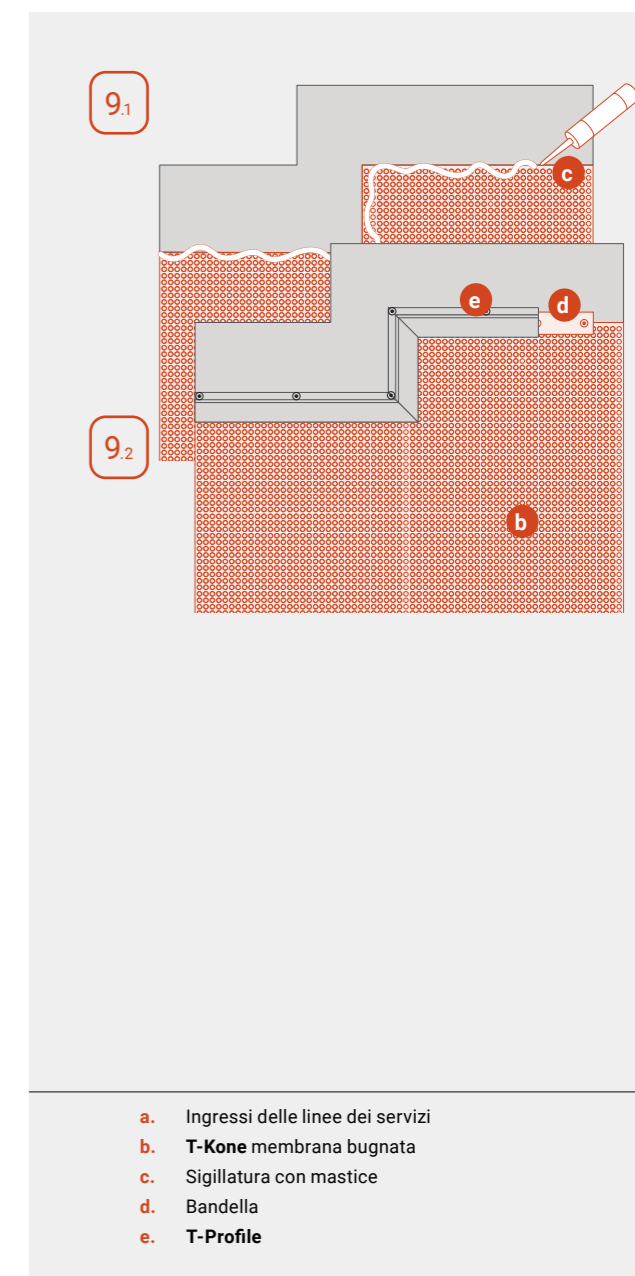 9.1
c
e
d
9.2
b
a. Ingressi delle linee dei servizi
b. T-Kone membrana bugnata
c. Sigillatura con mastice
d. Bandella
e. T-Profile